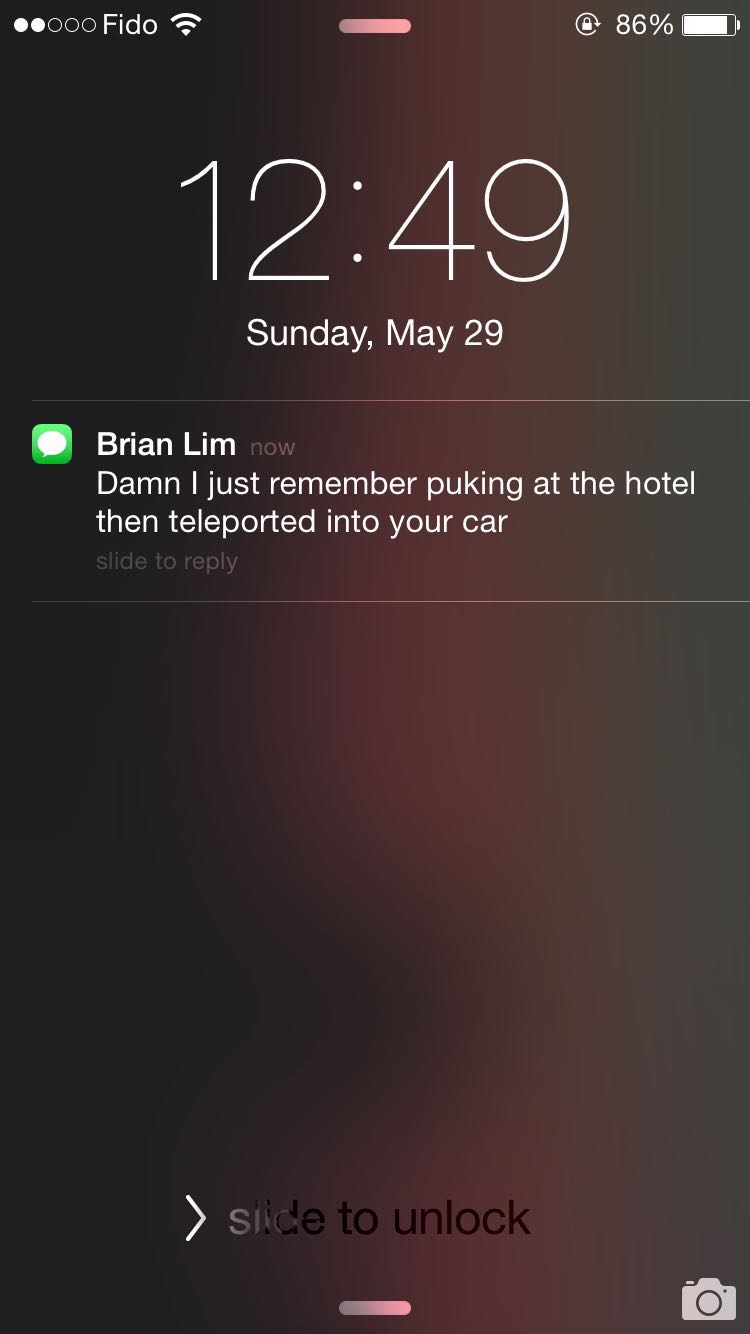 Fido 86%
12:49
Sunday, May 29
Brian Lim now
Damn I just remember puking at the hotel
then teleported into your car
slide to reply
slide to unlock